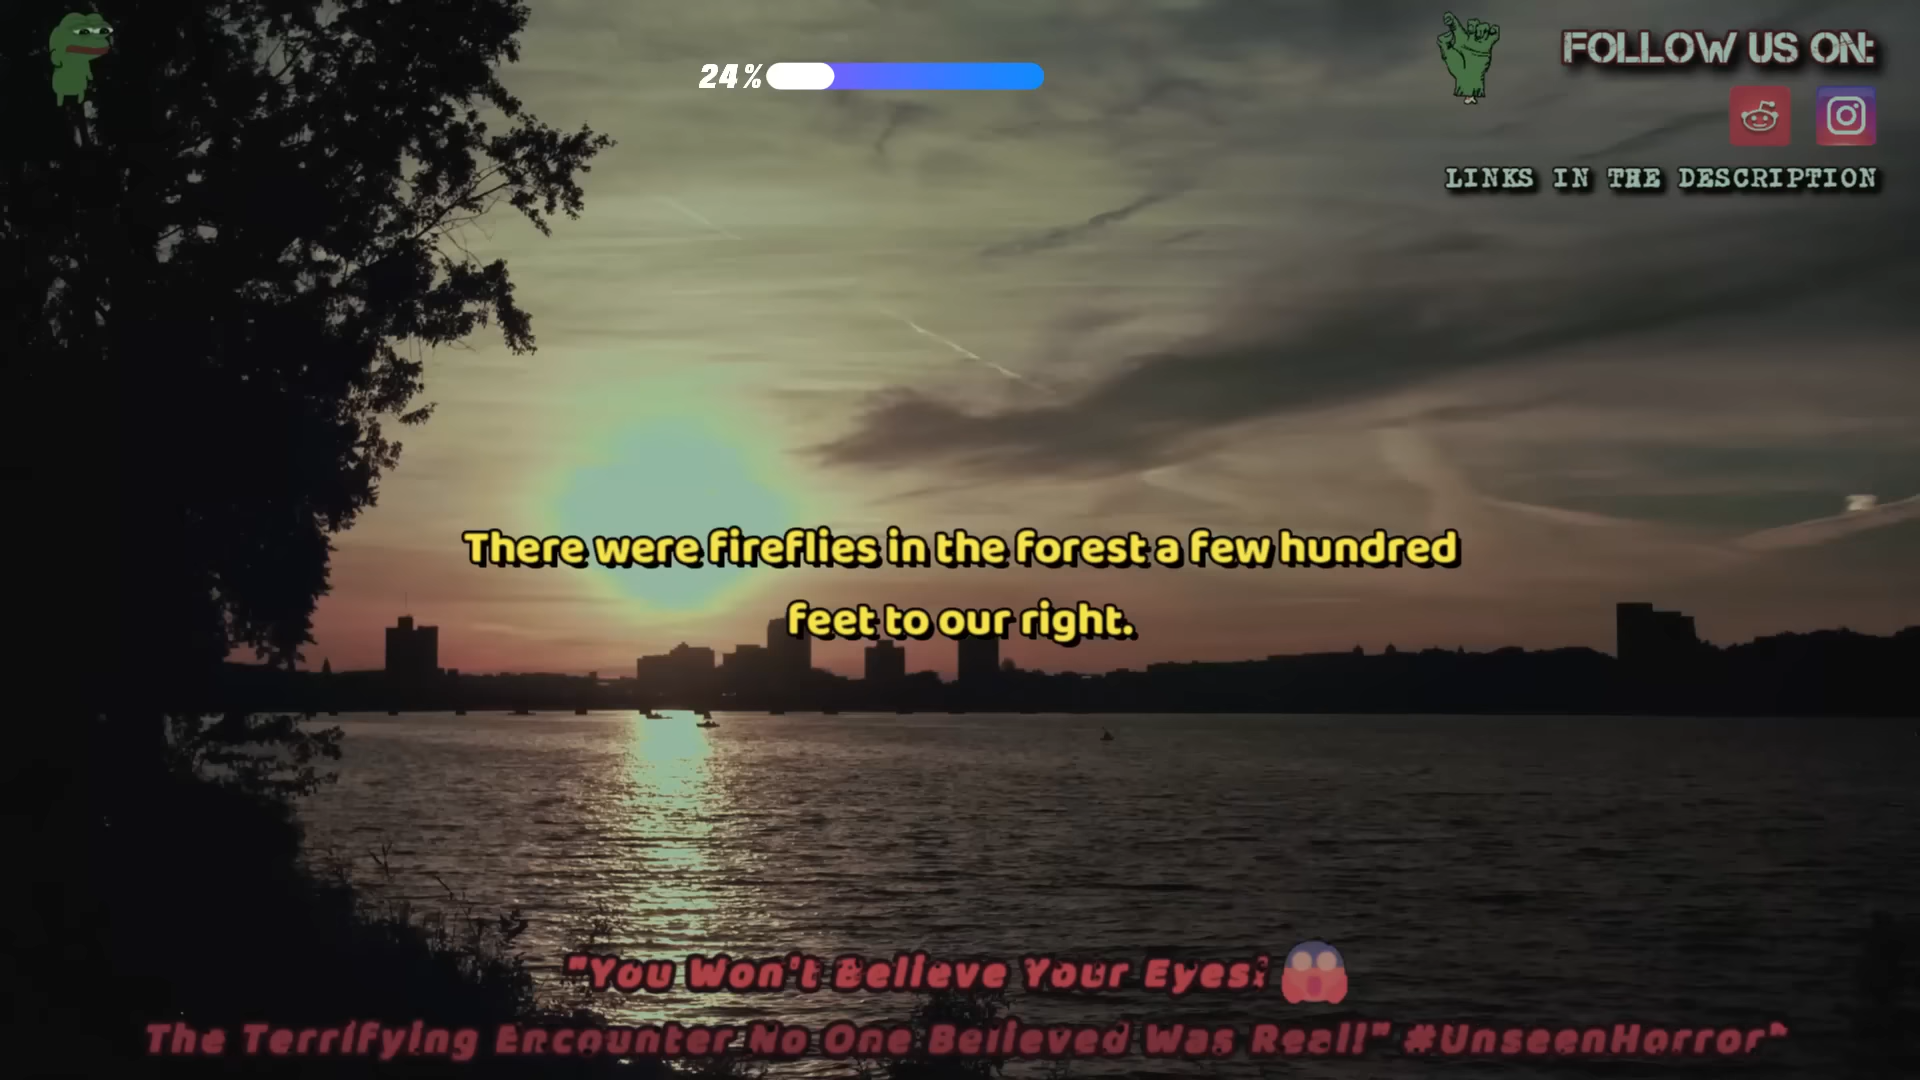 24%
FOLLOW US ON:
LINKS IN THE DESCRIPTION
There were fireflies in the forest a few hundred
feet to our right.
"You Won't Believe Your Eyes:
The Terrifying Encounter No One Believed Was Real!" #UnseenHorror"